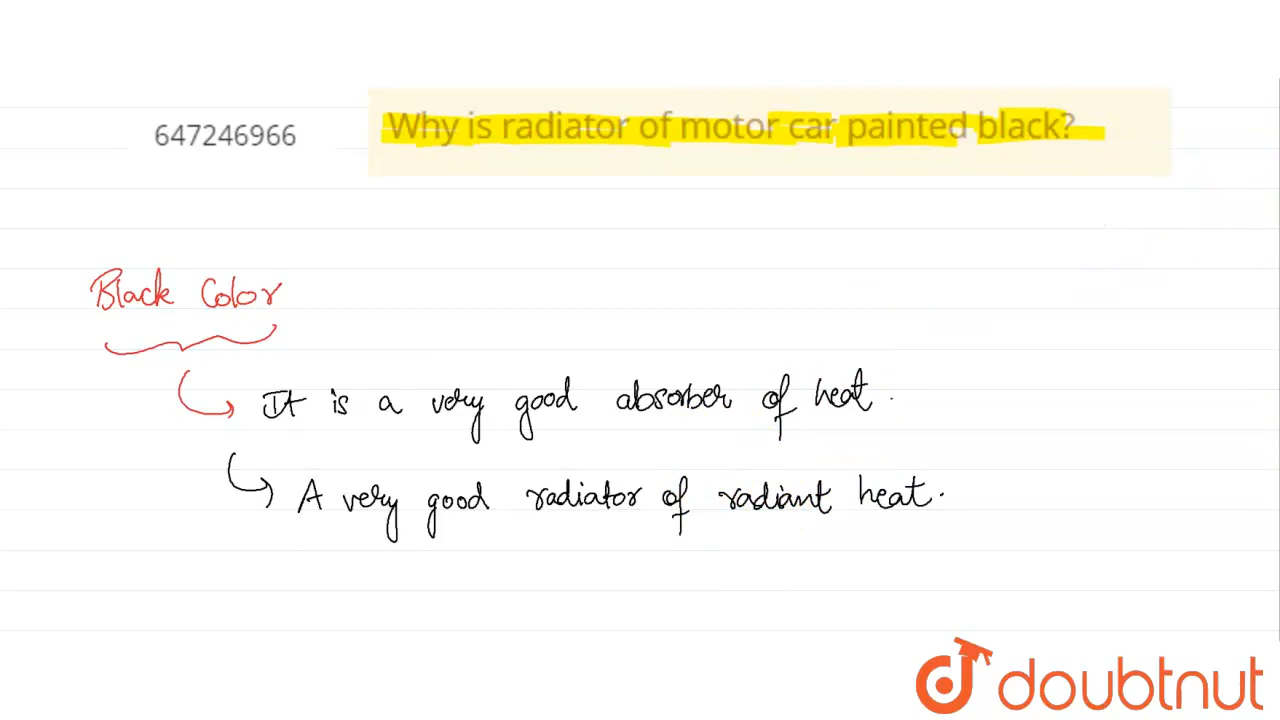 647246966
Why is radiator of motor car painted black?
Black Color
It is a very good absorber of heat.
A very good radiator of radiant heat.
doubtnut